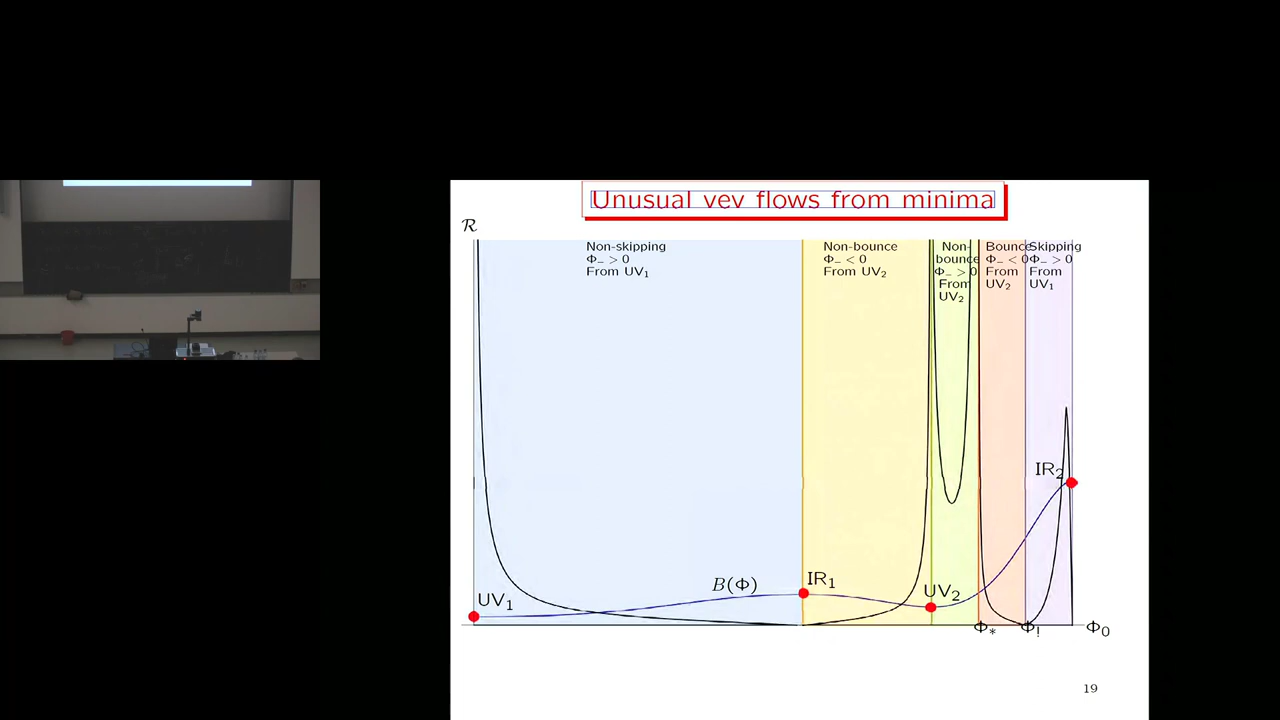 Unusual vev flows from minima
ℛ
Non-skipping
Φ₋ > 0
From UV₁
Non-bounce
Φ₋ < 0
From UV₂
Non-
bounce
Φ₋ > 0
From
UV₂
Bounce
Φ₋ < 0
From
UV₂
Skipping
Φ₋ > 0
From
UV₁
IR₂
B(Φ)
IR₁
UV₁
UV₂
Φ*
Φ!
Φ₀
19